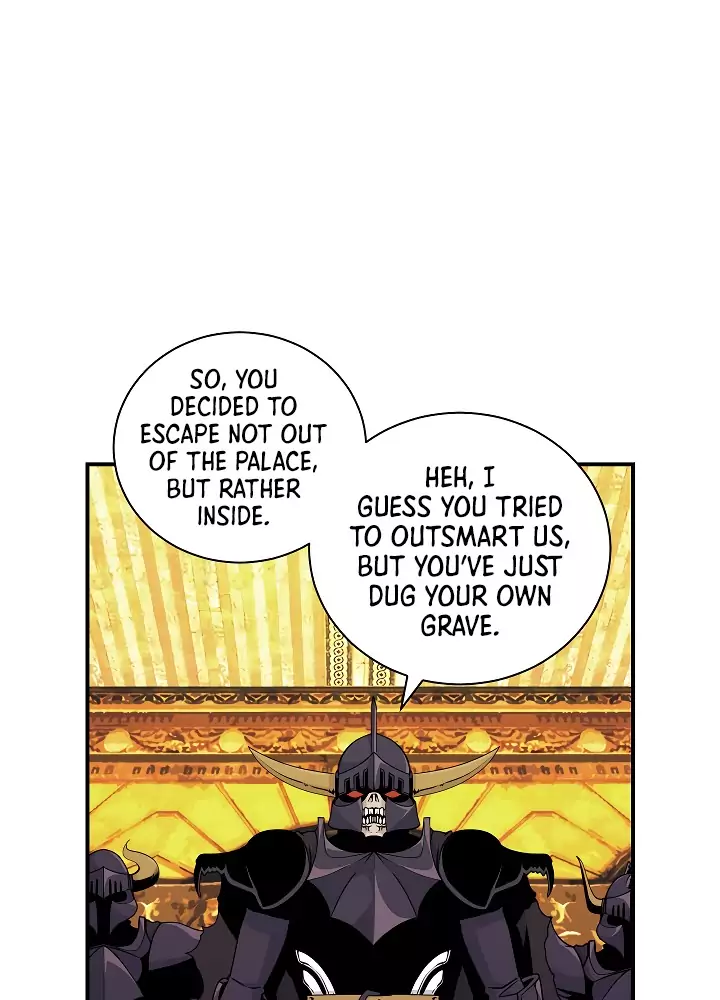 SO, YOU
DECIDED TO
ESCAPE NOT OUT
OF THE PALACE,
BUT RATHER
INSIDE.
HEH, I
GUESS YOU TRIED
TO OUTSMART US,
BUT YOU'VE JUST
DUG YOUR OWN
GRAVE.